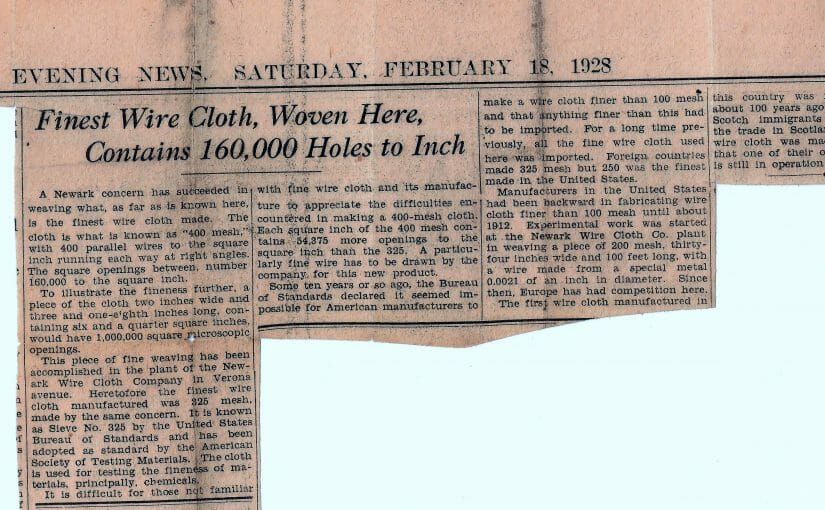 EVENING NEWS, SATURDAY, FEBRUARY 18, 1928
Finest Wire Cloth, Woven Here,
Contains 160,000 Holes to Inch
A Newark concern has succeeded in
weaving what, as far as is known here,
is the finest wire cloth made. The
cloth is what is known as "400 mesh,"
with 400 parallel wires to the square
inch running each way at right angles.
The square openings between, number
160,000 to the square inch.
To illustrate the fineness further, a
piece of the cloth two inches wide and
three and one-eighth inches long, con-
taining six and a quarter square inches,
would have 1,000,000 square microscopic
openings.
This piece of fine weaving has been
accomplished in the plant of the New-
ark Wire Cloth Company in Verona
avenue. Heretofore the finest wire
cloth manufactured was 325 mesh,
made by the same concern. It is known
as Sieve No. 325 by the United States
Bureau of Standards and has been
adopted as standard by the American
Society of Testing Materials. The cloth
is used for testing the fineness of ma-
terials, principally, chemicals.
It is difficult for those not familiar
with fine wire cloth and its manufac-
ture to appreciate the difficulties en-
countered in making a 400-mesh cloth.
Each square inch of the 400 mesh con-
tains 54,375 more openings to the
square inch than the 325. A particu-
larly fine wire has to be drawn by the
company for this new product.
Some ten years or so ago, the Bureau
of Standards declared it seemed im-
possible for American manufacturers to
make a wire cloth finer than 100 mesh
and that anything finer than this had
to be imported. For a long time pre-
viously, all the fine wire cloth used
here was imported. Foreign countries
made 325 mesh but 250 was the finest
made in the United States.
Manufacturers in the United States
had been backward in fabricating wire
cloth finer than 100 mesh until about
1912. Experimental work was started
at the Newark Wire Cloth Co. plant
in weaving a piece of 200 mesh, thirty-
four inches wide and 100 feet long, with
a wire made from a special metal
0.0021 of an inch in diameter. Since
then, Europe has had competition here.
The first wire cloth manufactured in
this country was
about 100 years ago
Scotch immigrants
the trade in Scotla
wire cloth was ma
that one of their o
is still in operation